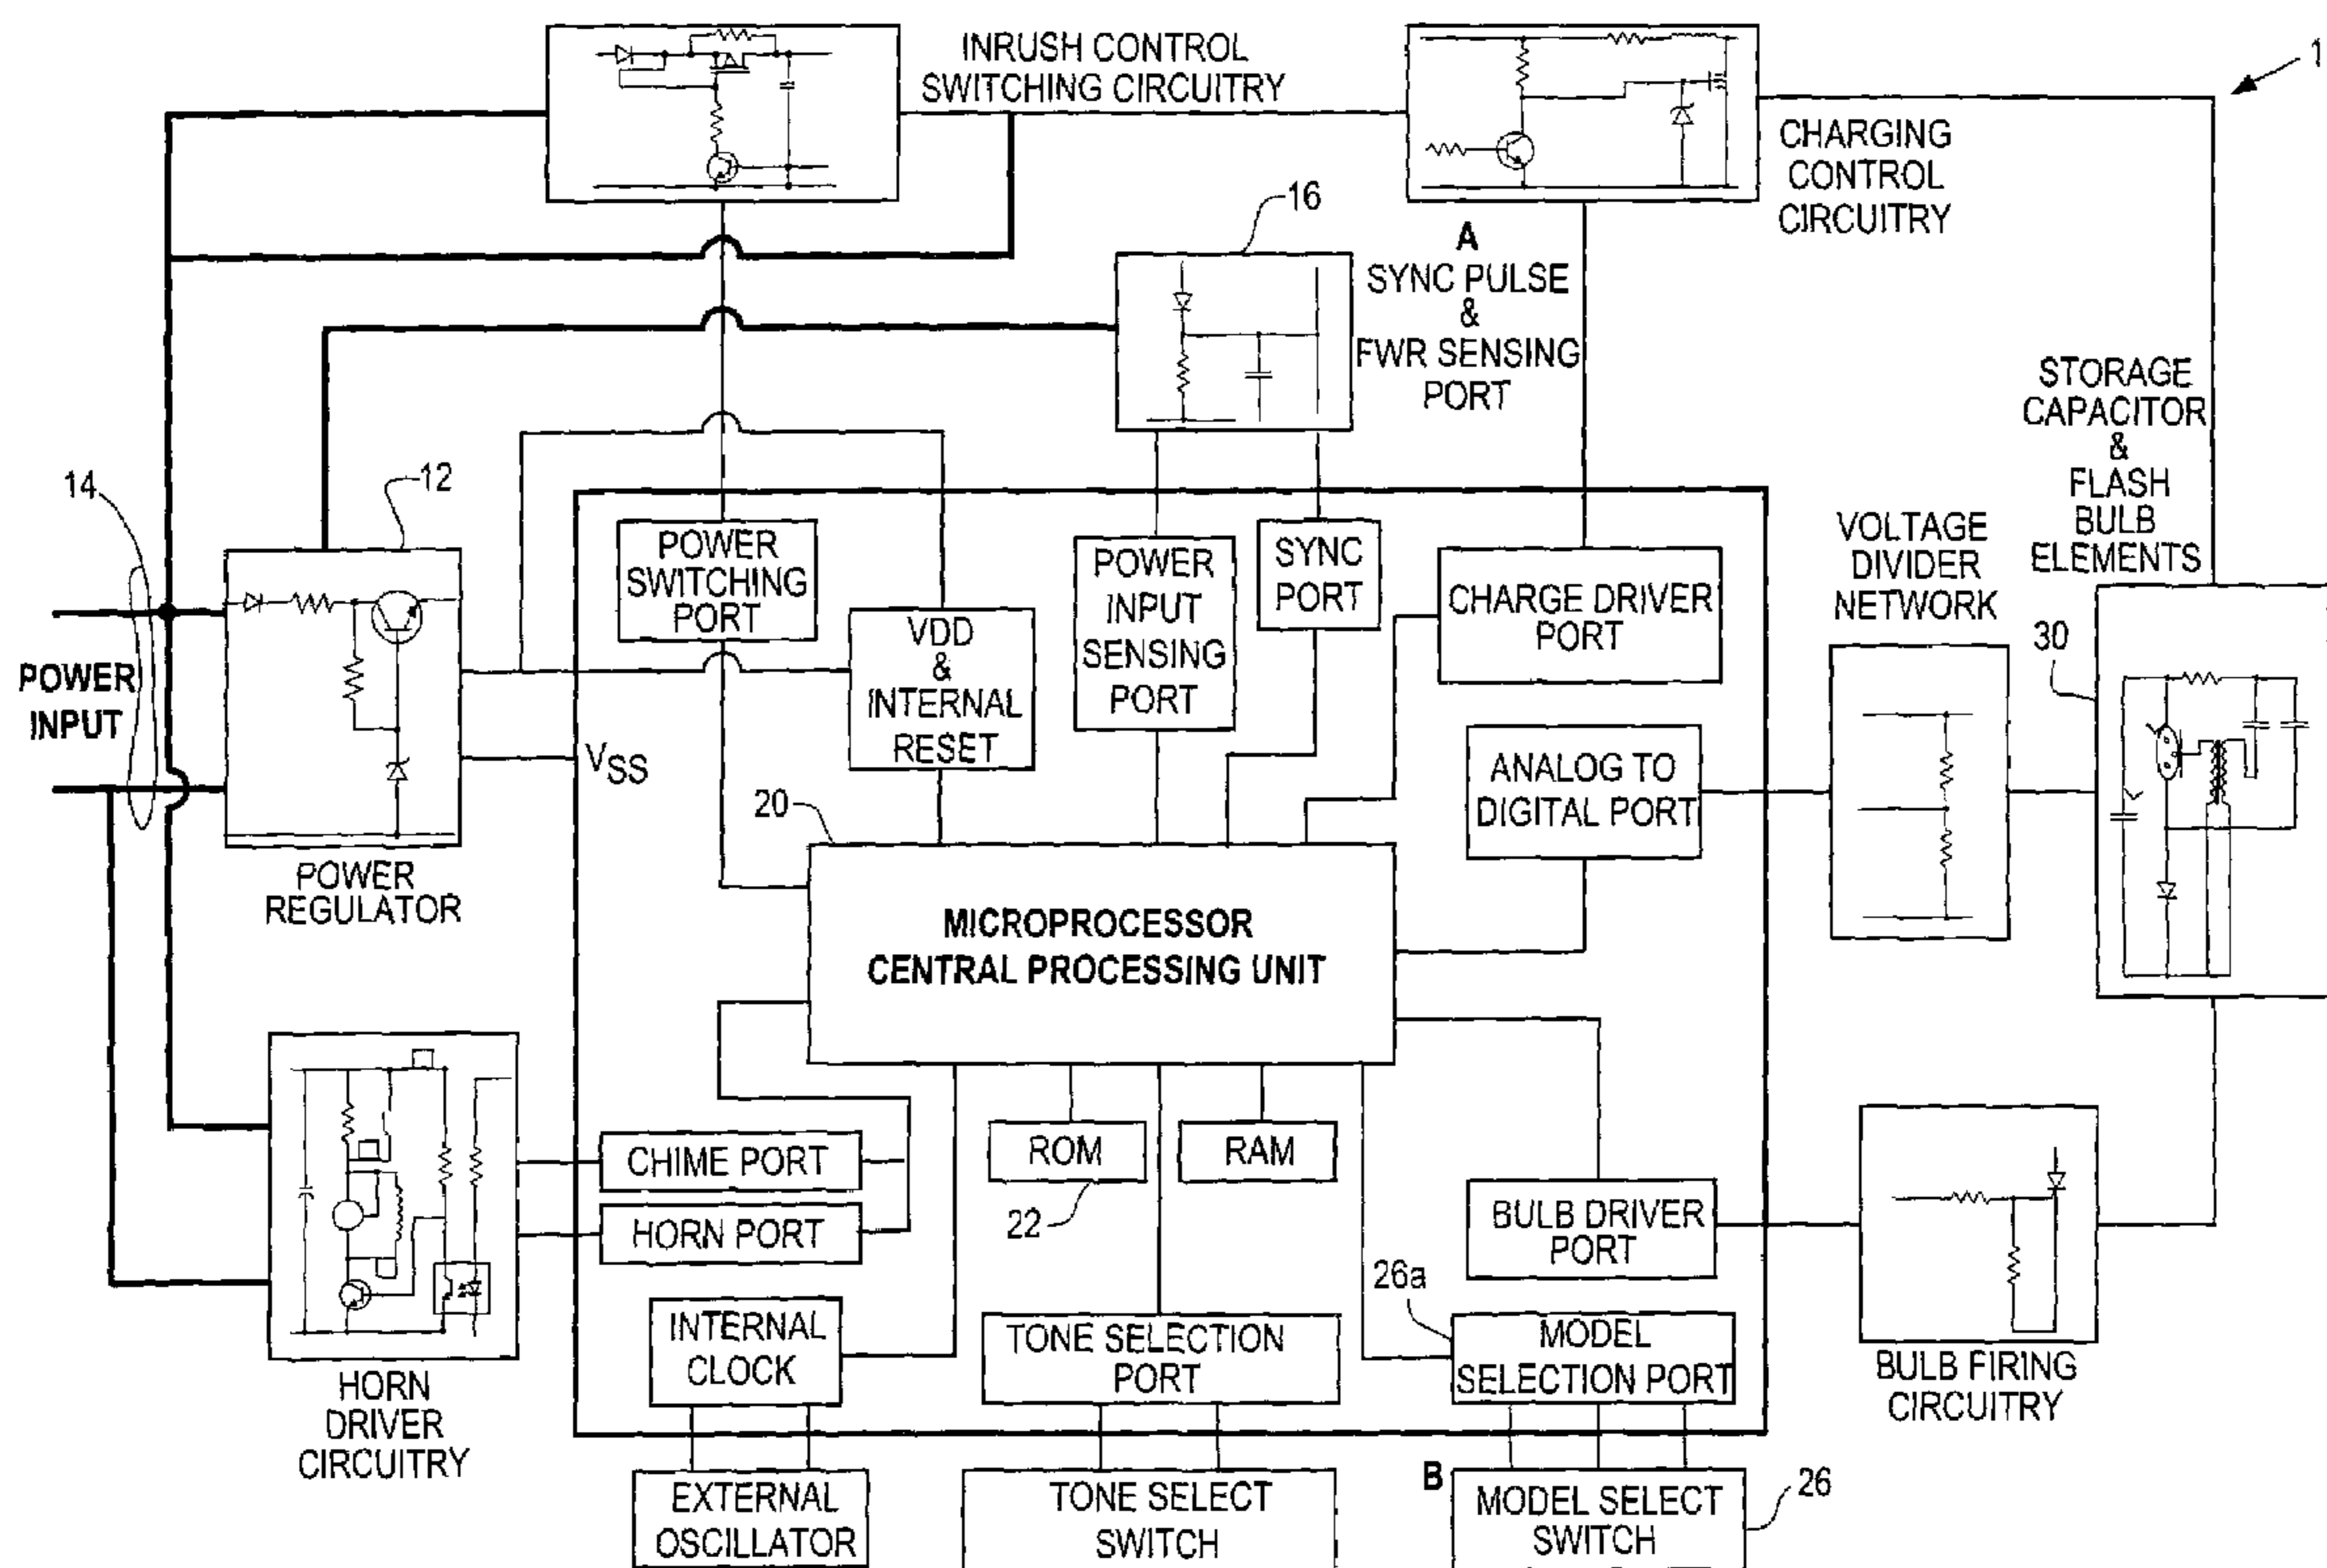 INRUSH CONTROL
SWITCHING CIRCUITRY
1
CHARGING
CONTROL
CIRCUITRY
16
A
SYNC PULSE
&
FWR SENSING
PORT
STORAGE
CAPACITOR
&
FLASH
BULB
ELEMENTS
14
12
POWER
SWITCHING
PORT
POWER
INPUT
SENSING
PORT
SYNC
PORT
CHARGE DRIVER
PORT
VOLTAGE
DIVIDER
NETWORK
30
VDD
&
INTERNAL
RESET
POWER
INPUT
VSS
ANALOG TO
DIGITAL PORT
20
POWER
REGULATOR
MICROPROCESSOR
CENTRAL PROCESSING UNIT
CHIME PORT
ROM
RAM
22
HORN PORT
BULB DRIVER
PORT
26a
INTERNAL
CLOCK
TONE SELECTION
PORT
MODEL
SELECTION PORT
BULB FIRING
CIRCUITRY
HORN
DRIVER
CIRCUITRY
EXTERNAL
OSCILLATOR
TONE SELECT
SWITCH
B
MODEL SELECT
SWITCH
26